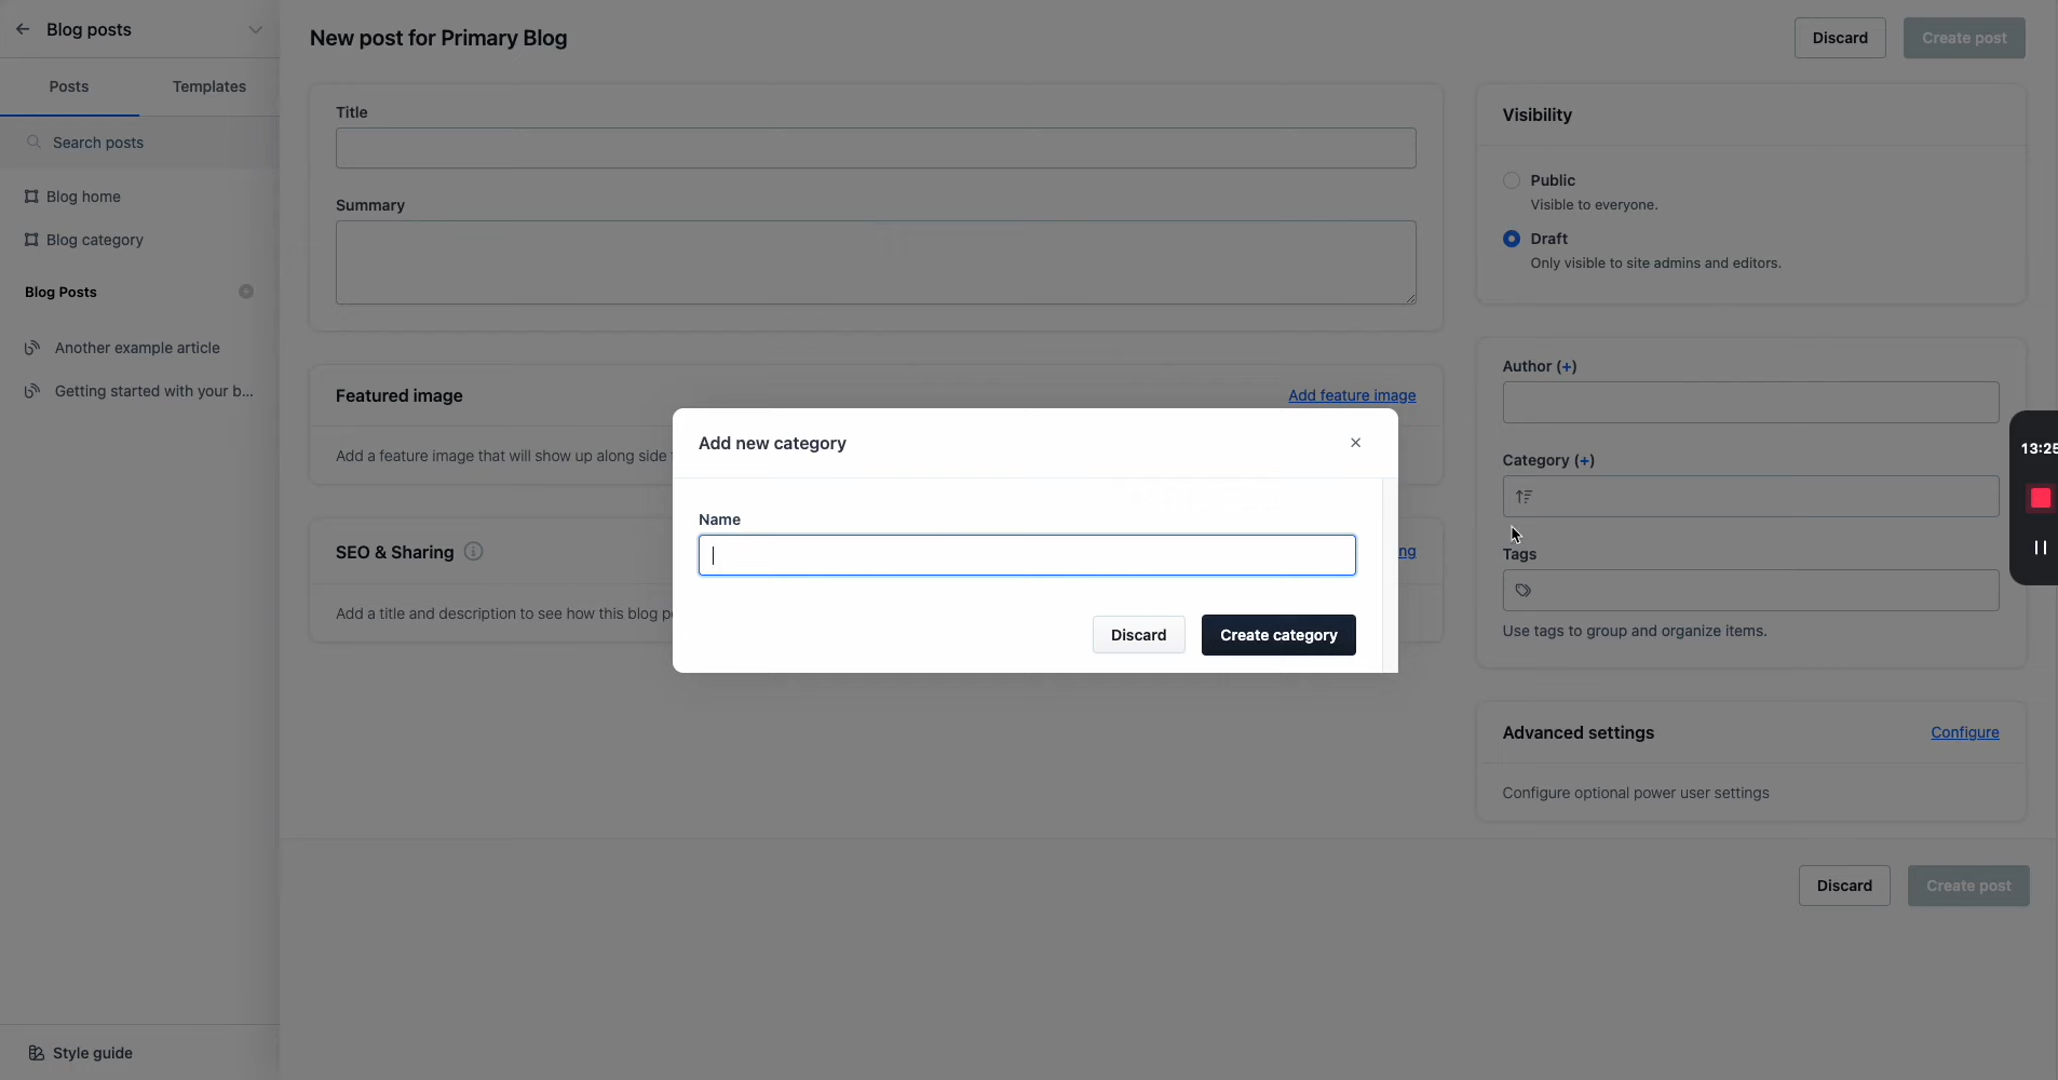 Blog posts
Posts
Templates
Search posts
Blog home
Blog category
Blog Posts
Another example article
Getting started with your b...
Style guide
New post for Primary Blog
Discard
Create post
Title
Summary
Featured image
Add feature image
Add a feature image that will show up along side
SEO & Sharing
ng
Add a title and description to see how this blog p
Add new category
Name
Discard
Create category
Visibility
Public
Visible to everyone.
Draft
Only visible to site admins and editors.
Author (+)
Category (+)
Tags
Use tags to group and organize items.
Advanced settings
Configure
Configure optional power user settings
Discard
Create post
13:25